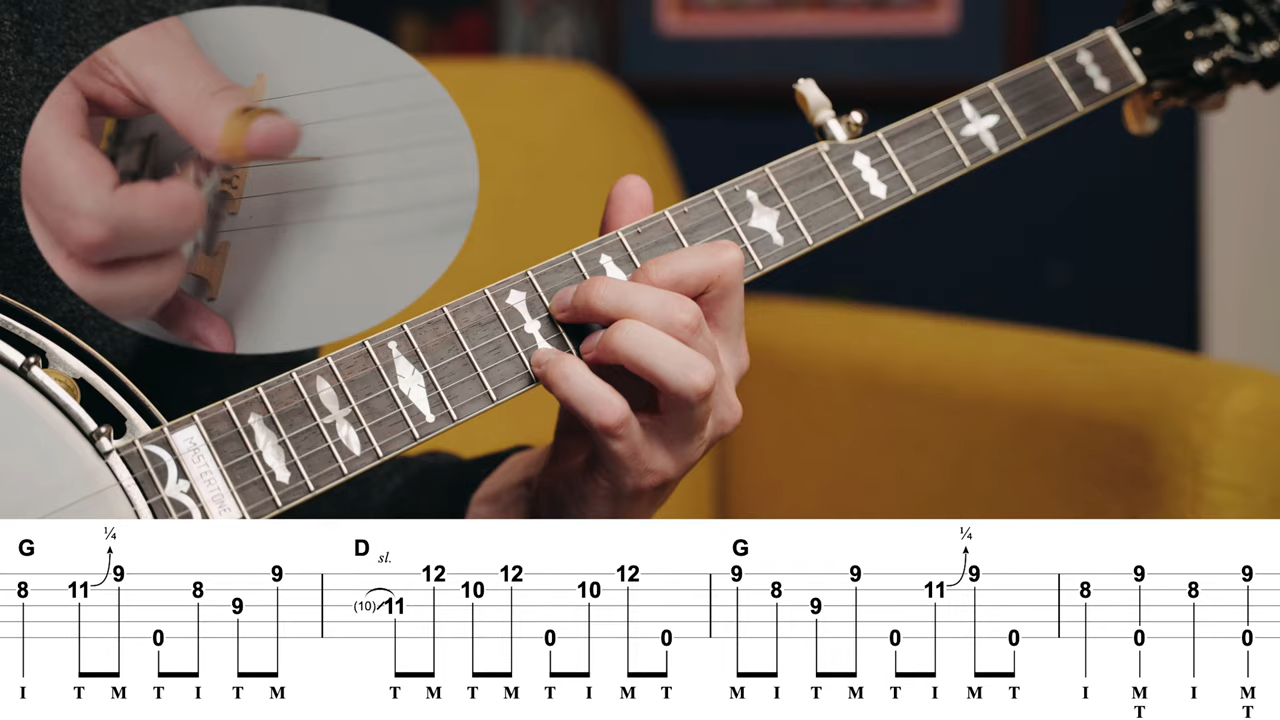 MASTERTONE
¼ ¼
G D sl. G
9 9 12 12 12 9 9 9 9 9
8 11 8 10 10 8 11 8 8
9 (10) 11 9
0 0 0 0 0 0 0
I T M T I T M T M T M T I M T M I T M T I M T I M I M
T T